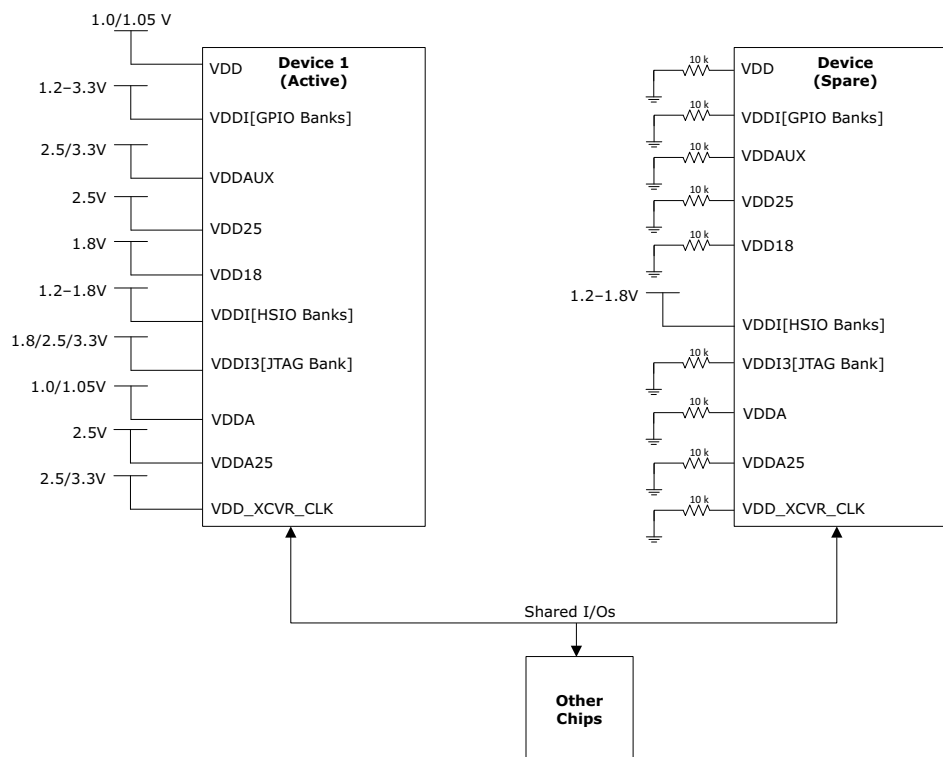 1.0/1.05 V
Device 1
(Active)
VDD
1.2–3.3V
VDDI[GPIO Banks]
2.5/3.3V
VDDAUX
2.5V
VDD25
1.8V
VDD18
1.2–1.8V
VDDI[HSIO Banks]
1.8/2.5/3.3V
VDDI3[JTAG Bank]
1.0/1.05V
VDDA
2.5V
VDDA25
2.5/3.3V
VDD_XCVR_CLK
Device
(Spare)
10 k
VDD
10 k
VDDI[GPIO Banks]
10 k
VDDAUX
10 k
VDD25
10 k
VDD18
1.2–1.8V
VDDI[HSIO Banks]
10 k
VDDI3[JTAG Bank]
10 k
VDDA
10 k
VDDA25
10 k
VDD_XCVR_CLK
Shared I/Os
Other
Chips